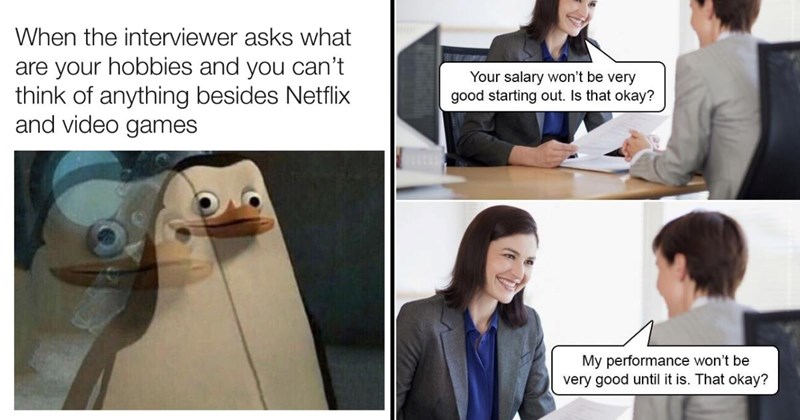 When the interviewer asks what
are your hobbies and you can't
think of anything besides Netflix
and video games
Your salary won't be very
good starting out. Is that okay?
My performance won't be
very good until it is. That okay?